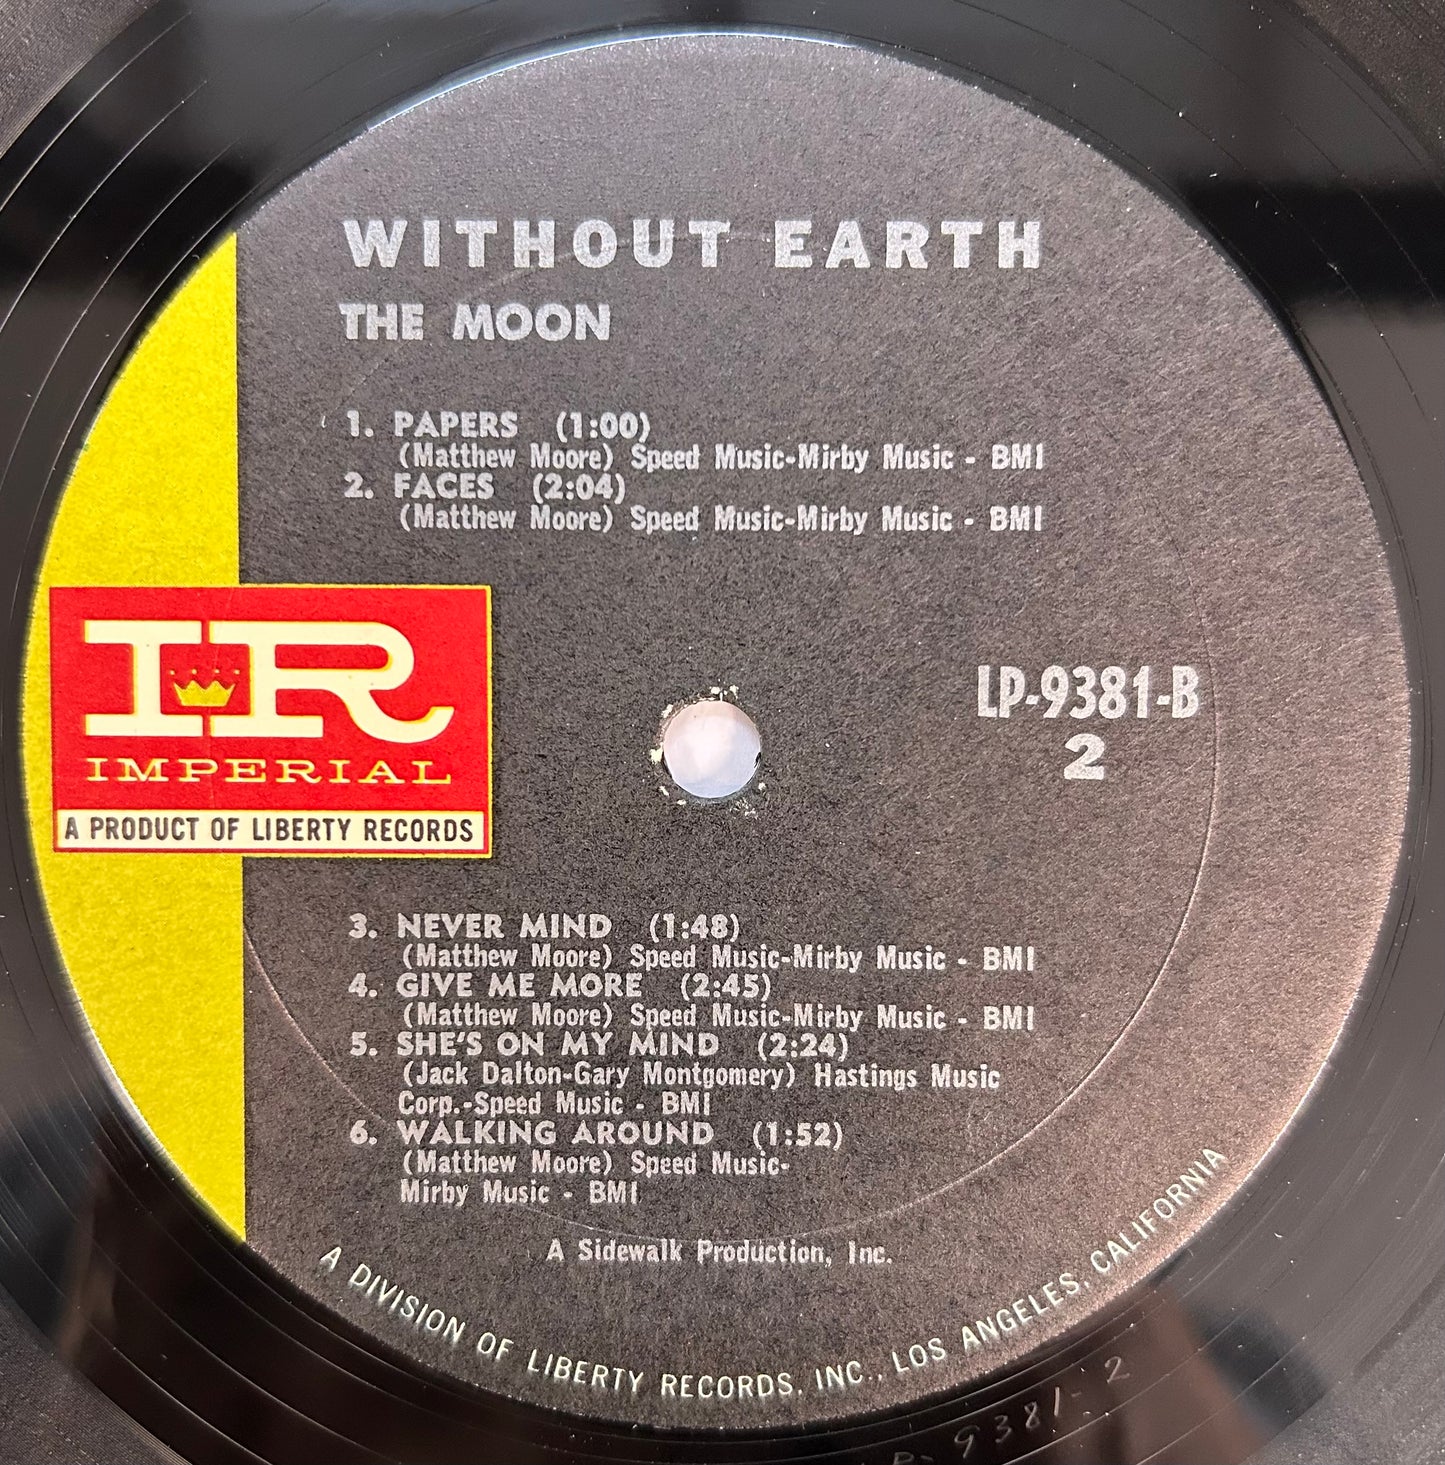 WITHOUT EARTH
THE MOON
1. PAPERS (1:00)
(Matthew Moore) Speed Music-Mirby Music - BMI
2. FACES (2:04)
(Matthew Moore) Speed Music-Mirby Music - BMI
IR
IMPERIAL
A PRODUCT OF LIBERTY RECORDS
LP-9381-B
2
3. NEVER MIND (1:48)
(Matthew Moore) Speed Music-Mirby Music - BMI
4. GIVE ME MORE (2:45)
(Matthew Moore) Speed Music-Mirby Music - BMI
5. SHE'S ON MY MIND (2:24)
(Jack Dalton-Gary Montgomery) Hastings Music
Corp.-Speed Music - BMI
6. WALKING AROUND (1:52)
(Matthew Moore) Speed Music-
Mirby Music - BMI
A Sidewalk Production, Inc.
A DIVISION OF LIBERTY RECORDS, INC., LOS ANGELES, CALIFORNIA
P-9381-2